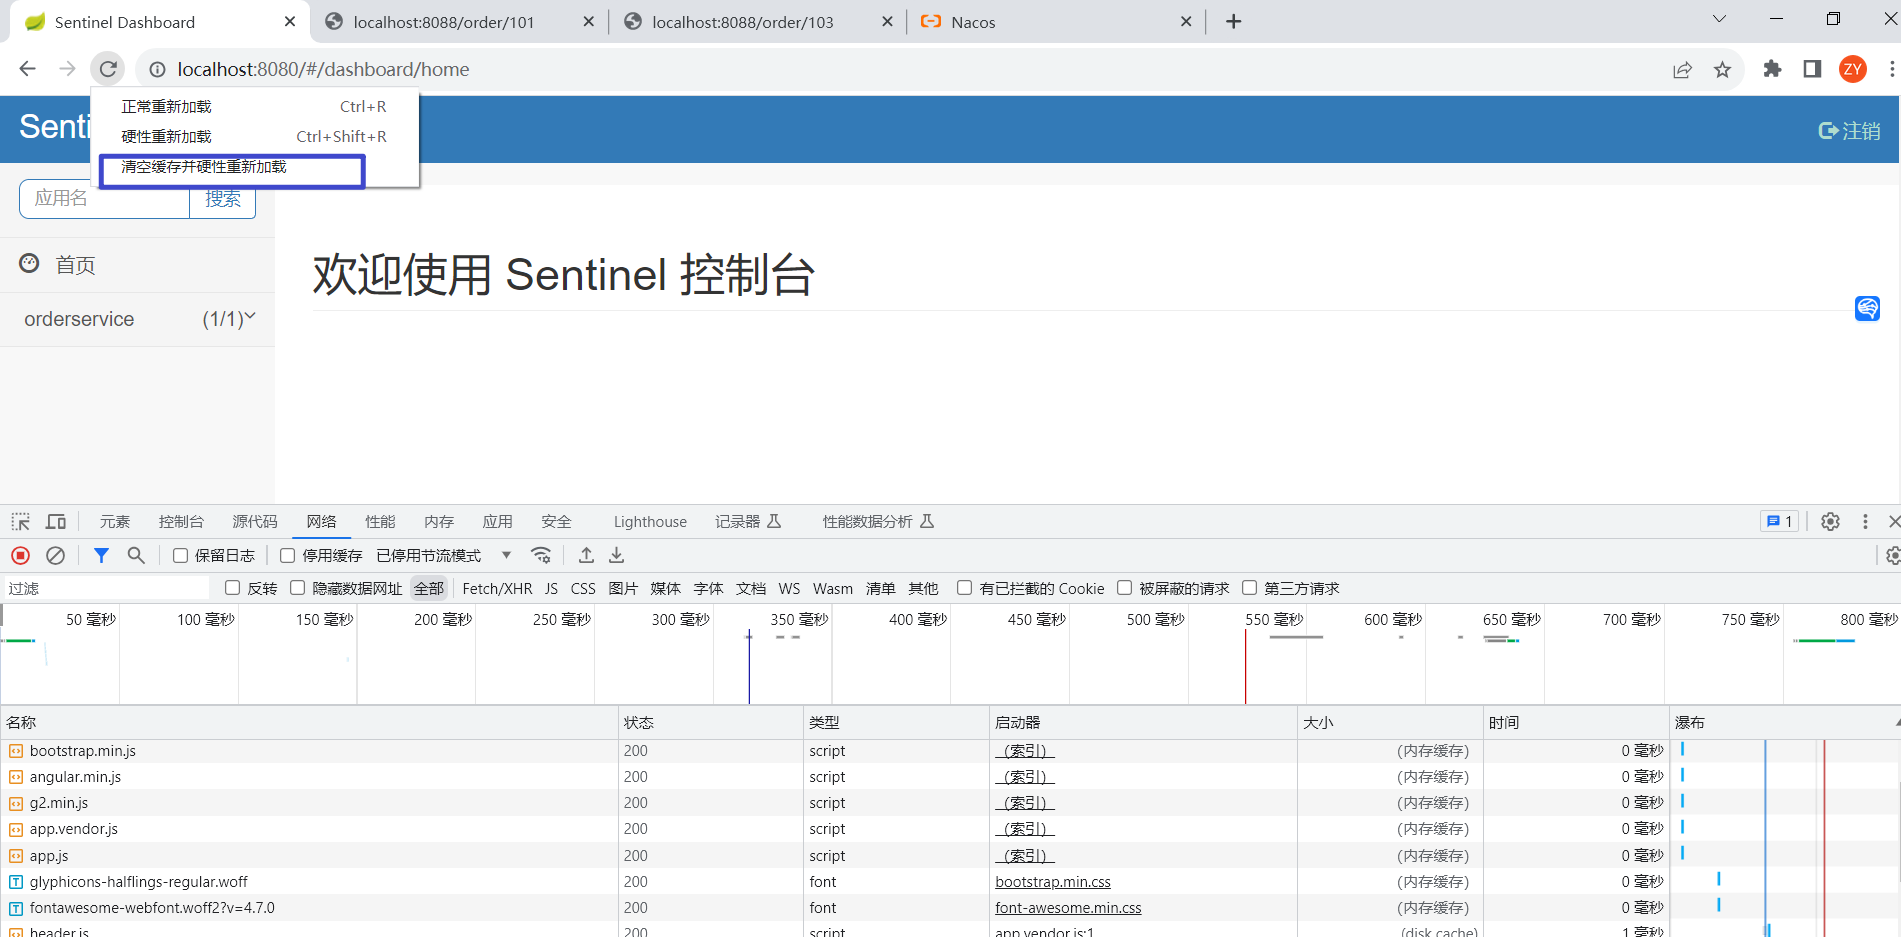 Sentinel Dashboard
localhost:8088/order/101
localhost:8088/order/103
Nacos
localhost:8080/#/dashboard/home
ZY
正常重新加载 Ctrl+R
硬性重新加载 Ctrl+Shift+R
清空缓存并硬性重新加载
Senti
注销
应用名 搜索
首页
orderservice (1/1)
欢迎使用 Sentinel 控制台
元素 控制台 源代码 网络 性能 内存 应用 安全 Lighthouse 记录器 性能数据分析 1
保留日志 停用缓存 已停用节流模式
过滤 反转 隐藏数据网址 全部 Fetch/XHR JS CSS 图片 媒体 字体 文档 WS Wasm 清单 其他 有已拦截的 Cookie 被屏蔽的请求 第三方请求
50 毫秒 100 毫秒 150 毫秒 200 毫秒 250 毫秒 300 毫秒 350 毫秒 400 毫秒 450 毫秒 500 毫秒 550 毫秒 600 毫秒 650 毫秒 700 毫秒 750 毫秒 800 毫秒
名称 状态 类型 启动器 大小 时间 瀑布
bootstrap.min.js 200 script （索引） (内存缓存) 0 毫秒
angular.min.js 200 script （索引） (内存缓存) 0 毫秒
g2.min.js 200 script （索引） (内存缓存) 0 毫秒
app.vendor.js 200 script （索引） (内存缓存) 0 毫秒
app.js 200 script （索引） (内存缓存) 0 毫秒
glyphicons-halflings-regular.woff 200 font bootstrap.min.css (内存缓存) 0 毫秒
fontawesome-webfont.woff2?v=4.7.0 200 font font-awesome.min.css (内存缓存) 0 毫秒
header.js 200 script app.vendor.js:1 (disk cache) 1 毫秒